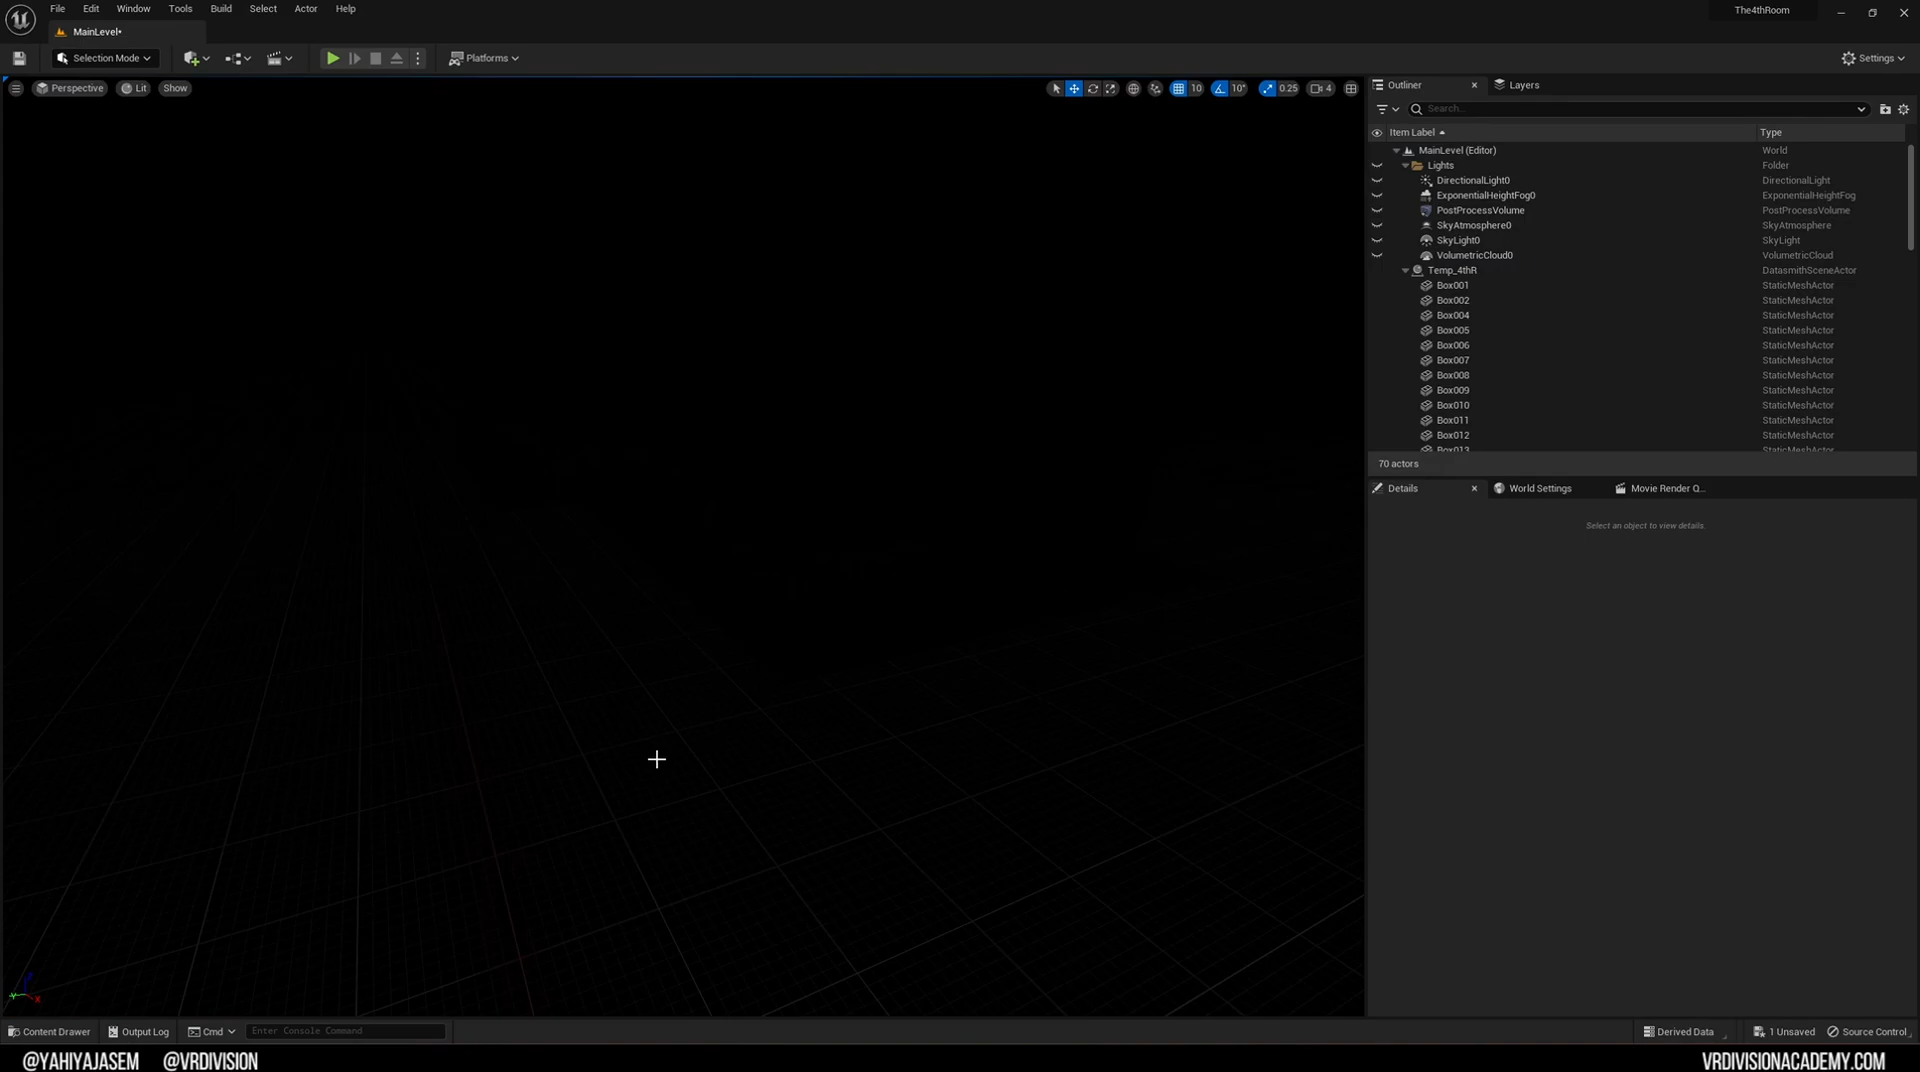 File Edit Window Tools Build Select Actor Help The4thRoom
MainLevel•
Selection Mode Platforms Settings
Perspective Lit Show 10 10° 0.25 4
Outliner Layers
Search...
Item Label Type
MainLevel (Editor) World
Lights Folder
DirectionalLight0 DirectionalLight
ExponentialHeightFog0 ExponentialHeightFog
PostProcessVolume PostProcessVolume
SkyAtmosphere0 SkyAtmosphere
SkyLight0 SkyLight
VolumetricCloud0 VolumetricCloud
Temp_4thR DatasmithSceneActor
Box001 StaticMeshActor
Box002 StaticMeshActor
Box004 StaticMeshActor
Box005 StaticMeshActor
Box006 StaticMeshActor
Box007 StaticMeshActor
Box008 StaticMeshActor
Box009 StaticMeshActor
Box010 StaticMeshActor
Box011 StaticMeshActor
Box012 StaticMeshActor
Box013 StaticMeshActor
70 actors
Details World Settings Movie Render Q...
Select an object to view details.
Z
Y X
Content Drawer Output Log Cmd Enter Console Command Derived Data 1 Unsaved Source Control
@YAHIYAJASEM @VRDIVISION VRDIVISIONACADEMY.COM